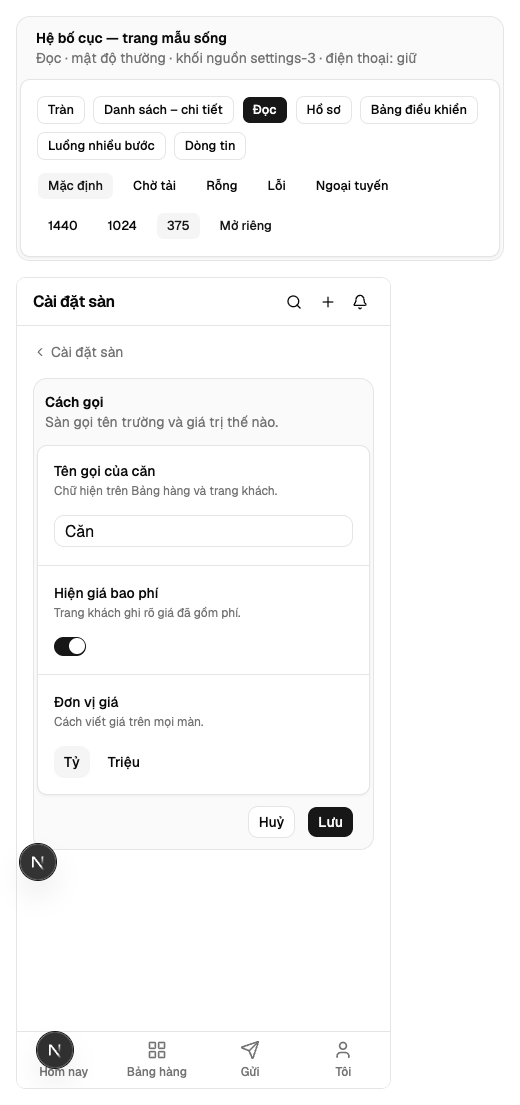 Hệ bố cục — trang mẫu sống
Đọc · mật độ thường · khối nguồn settings-3 · điện thoại: giữ
Tràn Danh sách – chi tiết Đọc Hồ sơ Bảng điều khiển
Luồng nhiều bước Dòng tin
Mặc định Chờ tải Rỗng Lỗi Ngoại tuyến
1440 1024 375 Mở riêng
Cài đặt sàn
Cài đặt sàn
Cách gọi
Sàn gọi tên trường và giá trị thế nào.
Tên gọi của căn
Chữ hiện trên Bảng hàng và trang khách.
Căn
Hiện giá bao phí
Trang khách ghi rõ giá đã gồm phí.
Đơn vị giá
Cách viết giá trên mọi màn.
Tỷ Triệu
Huỷ Lưu
N
N
Hôm nay Bảng hàng Gửi Tôi